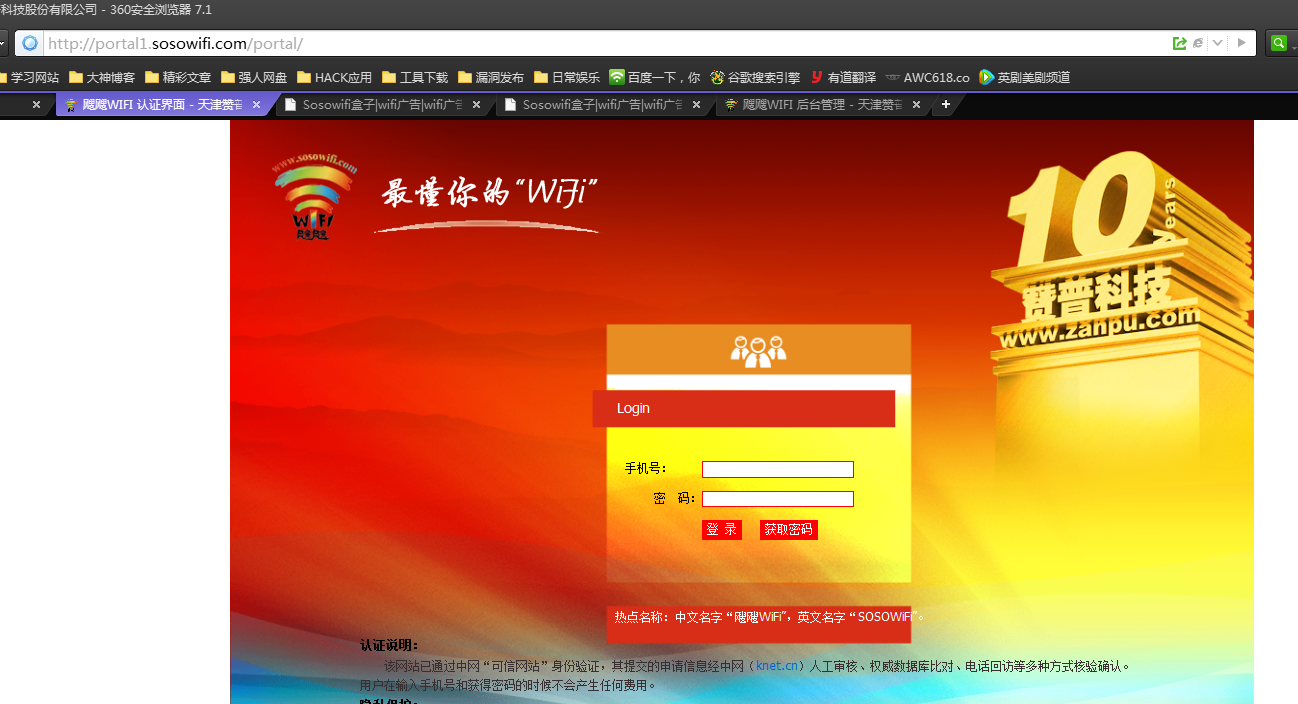 科技股份有限公司 - 360安全浏览器 7.1
http://portal1.sosowifi.com/portal/
学习网站 大神博客 精彩文章 强人网盘 HACK应用 工具下载 漏洞发布 日常娱乐 百度一下，你 谷歌搜索引擎 有道翻译 AWC618.co 英剧美剧频道
飕飕WIFI 认证界面 - 天津赞普 Sosowifi盒子|wifi广告|wifi广告 Sosowifi盒子|wifi广告|wifi广告 飕飕WIFI 后台管理 - 天津赞普
www.sosowifi.com
WiFi
飕飕
最懂你的“WiFi”
10 Years
赞普科技
www.zanpu.com
Login
手机号：
密 码：
登 录 获取密码
热点名称：中文名字“飕飕WiFi”，英文名字“SOSOWiFi”。
认证说明：
该网站已通过中网“可信网站”身份验证，其提交的申请信息经中网（knet.cn）人工审核、权威数据库比对、电话回访等多种方式核验确认。
用户在输入手机号和获得密码的时候不会产生任何费用。
隐私保护：